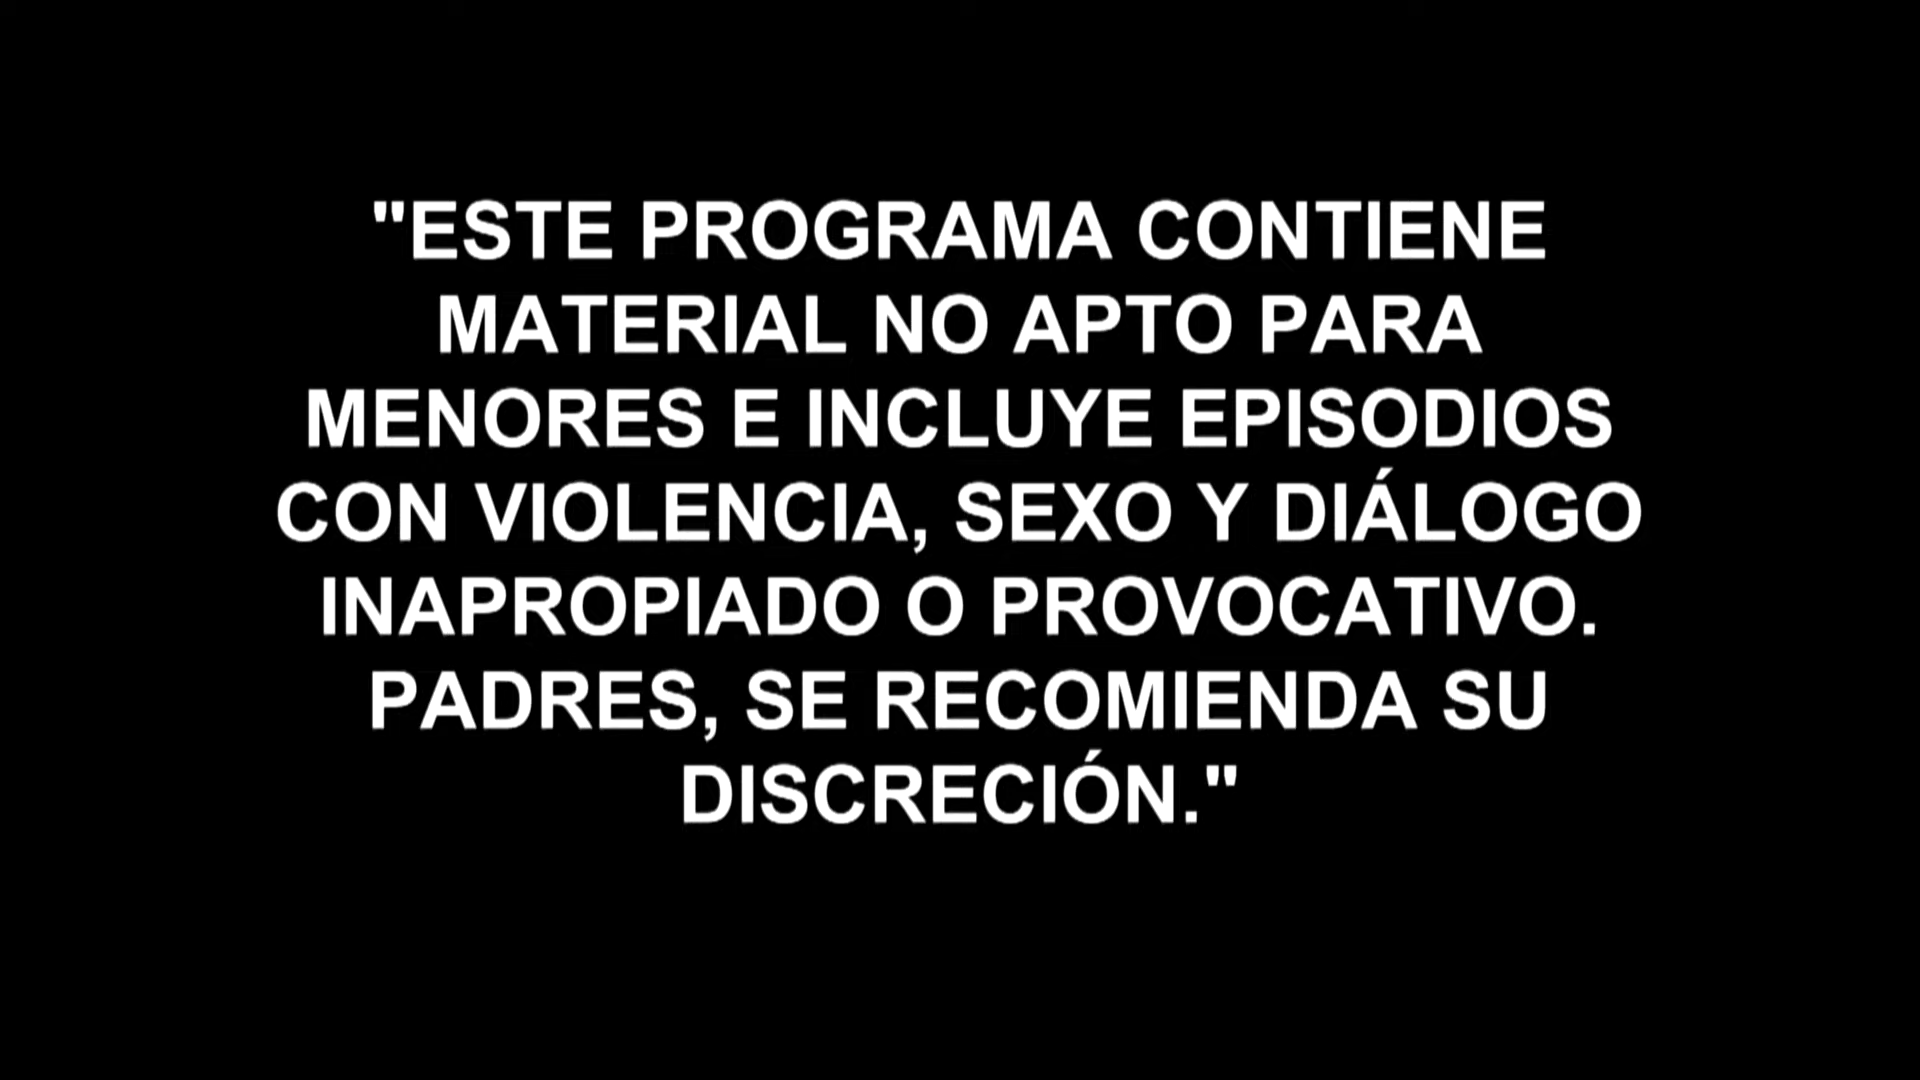 "ESTE PROGRAMA CONTIENE
MATERIAL NO APTO PARA
MENORES E INCLUYE EPISODIOS
CON VIOLENCIA, SEXO Y DIÁLOGO
INAPROPIADO O PROVOCATIVO.
PADRES, SE RECOMIENDA SU
DISCRECIÓN."